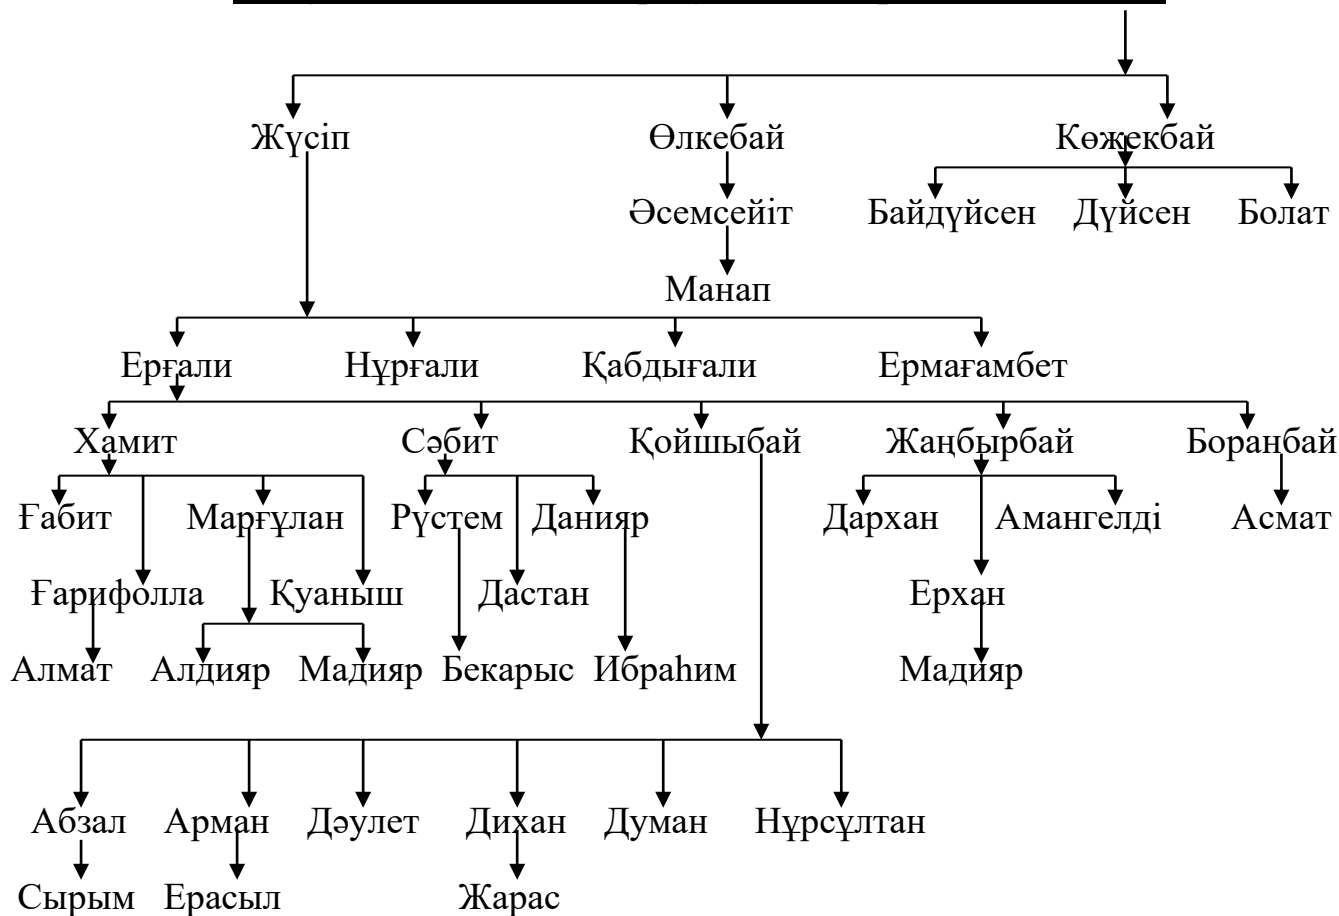 Жүсіп Өлкебай Көжекбай
Әсемсейіт Байдүйсен Дүйсен Болат
Манап
Ерғали Нұрғали Қабдығали Ермағамбет
Хамит Сәбит Қойшыбай Жаңбырбай Боранбай
Ғабит Марғұлан Рүстем Данияр Дархан Амангелді Асмат
Ғарифолла Қуаныш Дастан Ерхан
Алмат Алдияр Мадияр Бекарыс Ибраһим Мадияр
Абзал Арман Дәулет Дихан Думан Нұрсұлтан
Сырым Ерасыл Жарас